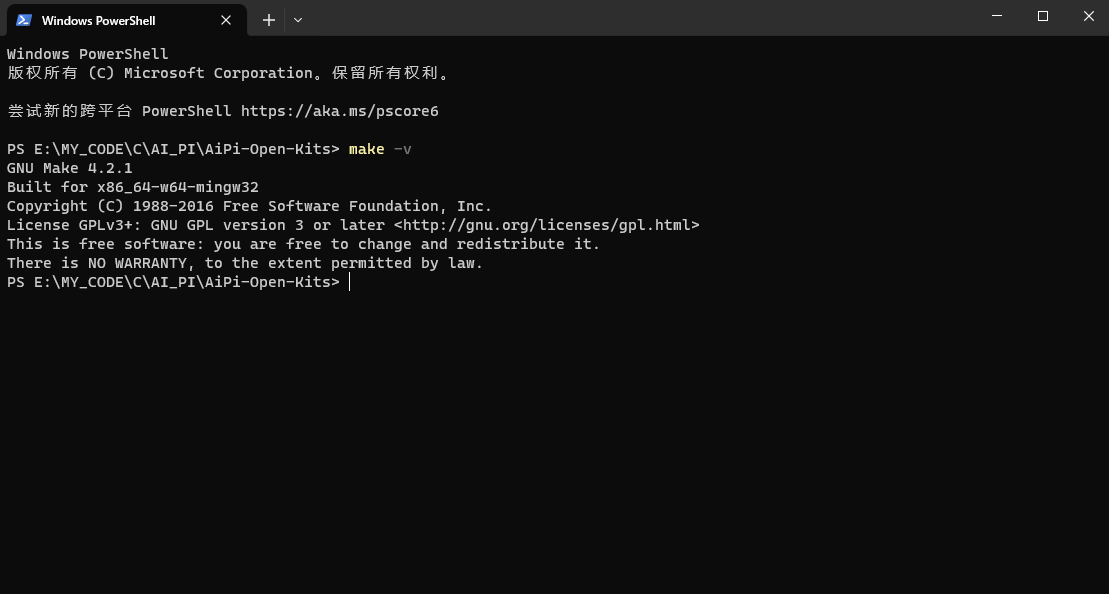 Windows PowerShell
Windows PowerShell
版权所有 (C) Microsoft Corporation。保留所有权利。
尝试新的跨平台 PowerShell https://aka.ms/pscore6
PS E:\MY_CODE\C\AI_PI\AiPi-Open-Kits> make -v
GNU Make 4.2.1
Built for x86_64-w64-mingw32
Copyright (C) 1988-2016 Free Software Foundation, Inc.
License GPLv3+: GNU GPL version 3 or later <http://gnu.org/licenses/gpl.html>
This is free software: you are free to change and redistribute it.
There is NO WARRANTY, to the extent permitted by law.
PS E:\MY_CODE\C\AI_PI\AiPi-Open-Kits>